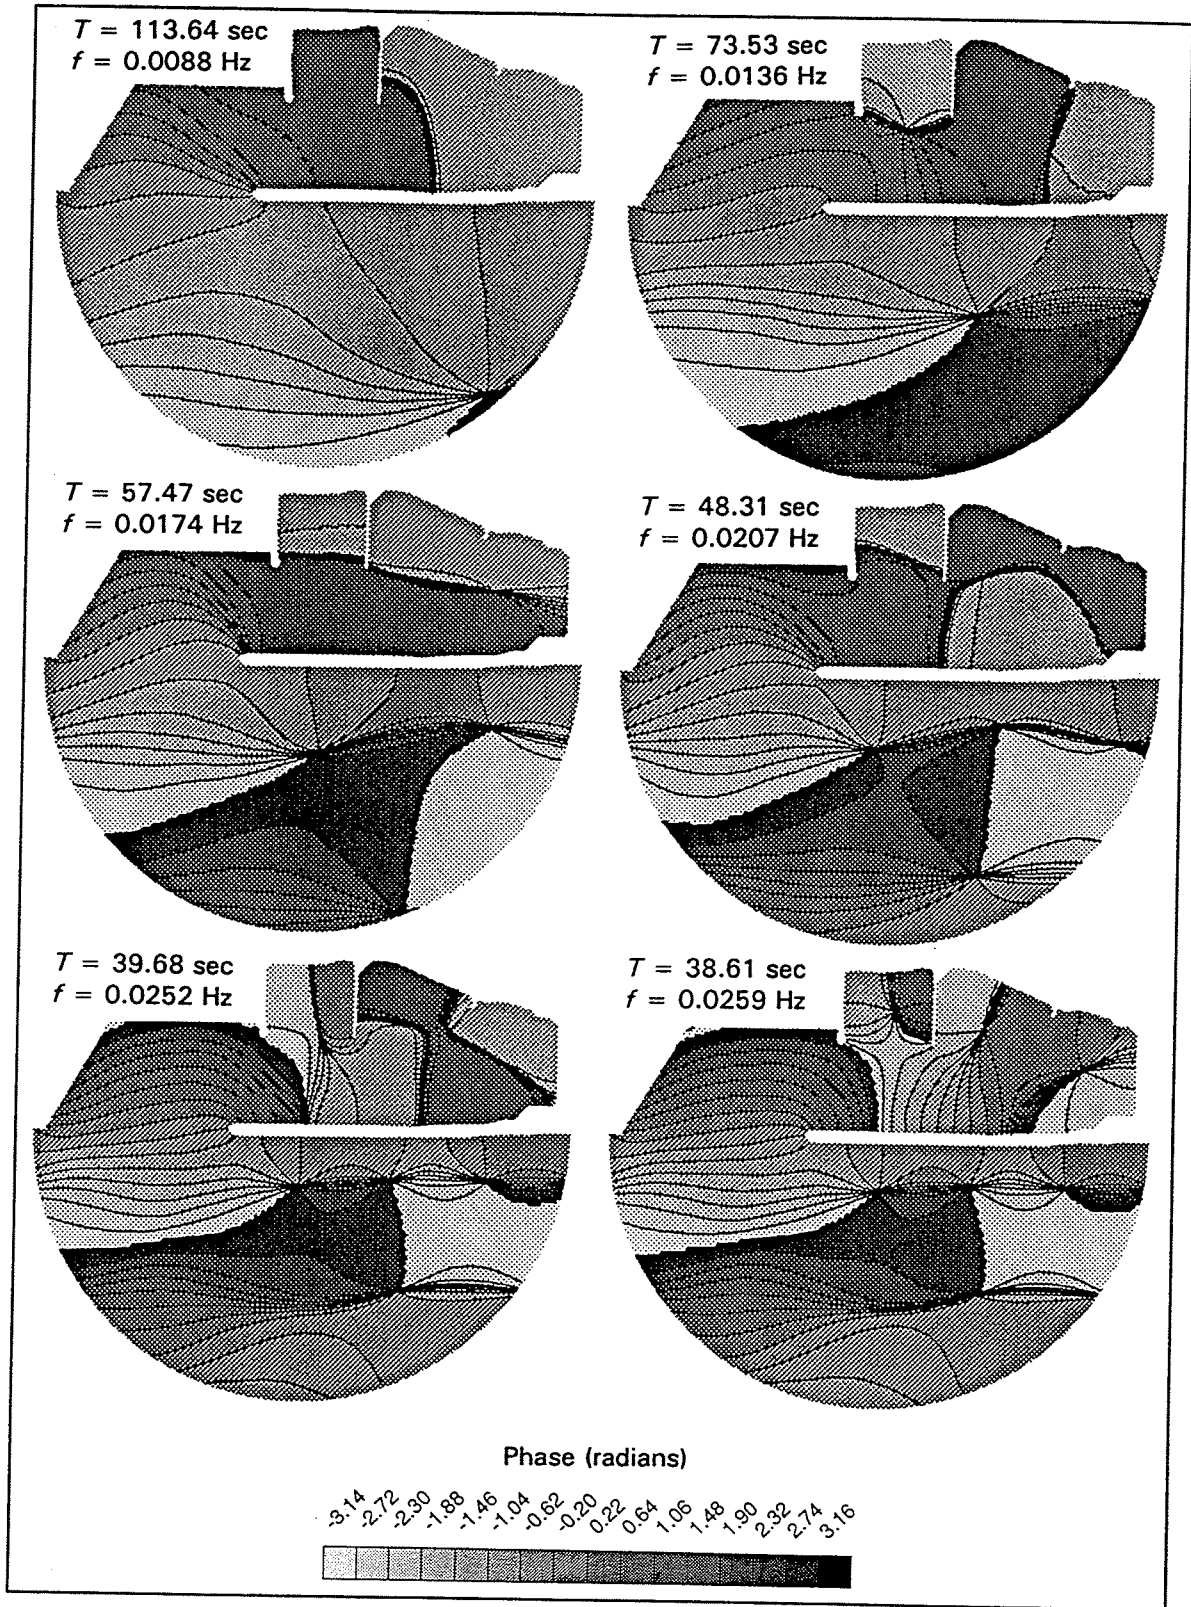 T = 113.64 sec
f = 0.0088 Hz
T = 73.53 sec
f = 0.0136 Hz
T = 57.47 sec
f = 0.0174 Hz
T = 48.31 sec
f = 0.0207 Hz
T = 39.68 sec
f = 0.0252 Hz
T = 38.61 sec
f = 0.0259 Hz
Phase (radians)
-3.14 -2.72 -2.30 -1.88 -1.46 -1.04 -0.62 -0.20 0.22 0.64 1.06 1.48 1.90 2.32 2.74 3.16